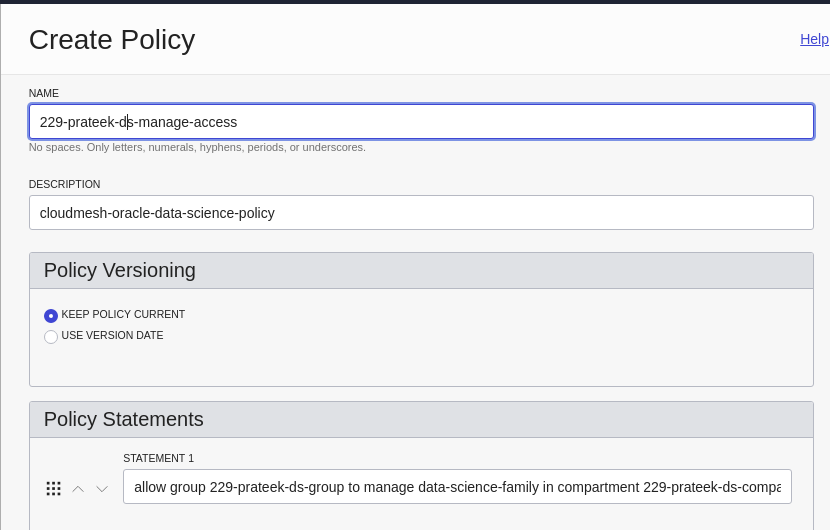 Create Policy
Help
NAME
229-prateek-ds-manage-access
No spaces. Only letters, numerals, hyphens, periods, or underscores.
DESCRIPTION
cloudmesh-oracle-data-science-policy
Policy Versioning
KEEP POLICY CURRENT
USE VERSION DATE
Policy Statements
STATEMENT 1
allow group 229-prateek-ds-group to manage data-science-family in compartment 229-prateek-ds-compa